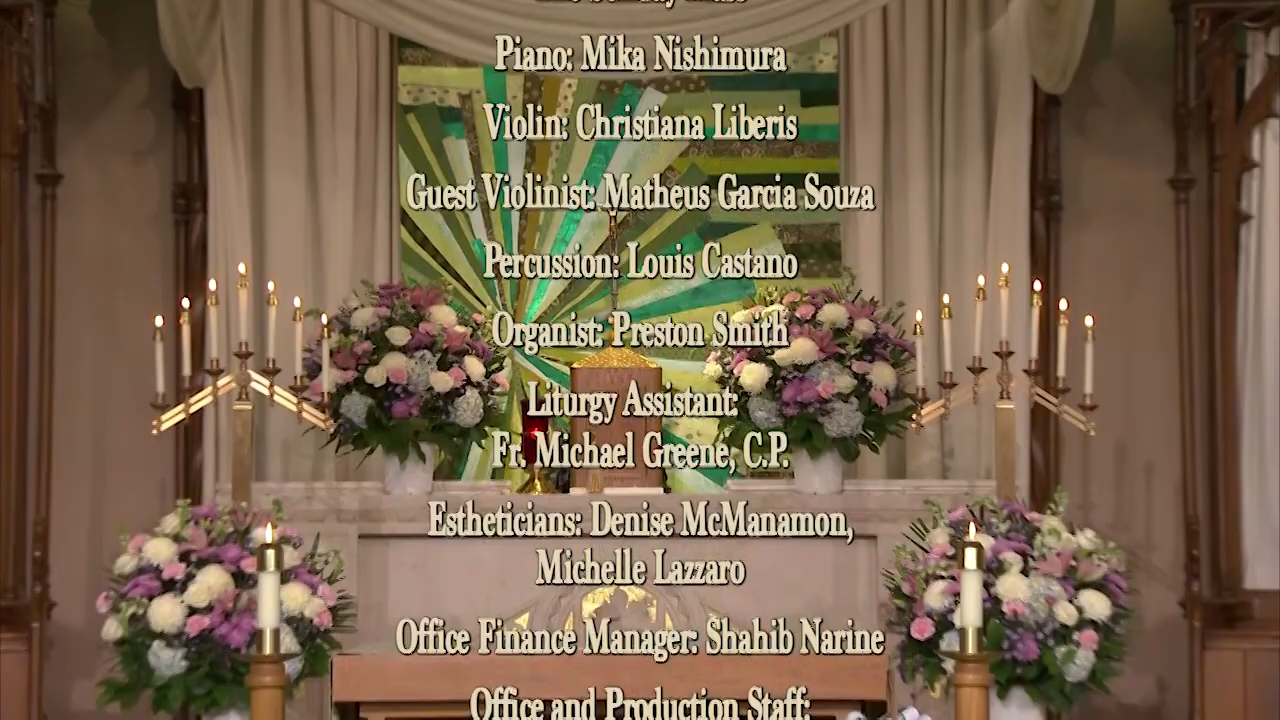 Piano: Mika Nishimura
Violin: Christiana Liberis
Guest Violinist: Matheus Garcia Souza
Percussion: Louis Castano
Organist: Preston Smith
Liturgy Assistant:
Fr. Michael Greene, C.P.
Estheticians: Denise McManamon,
Michelle Lazzaro
Office Finance Manager: Shahib Narine
Office and Production Staff: